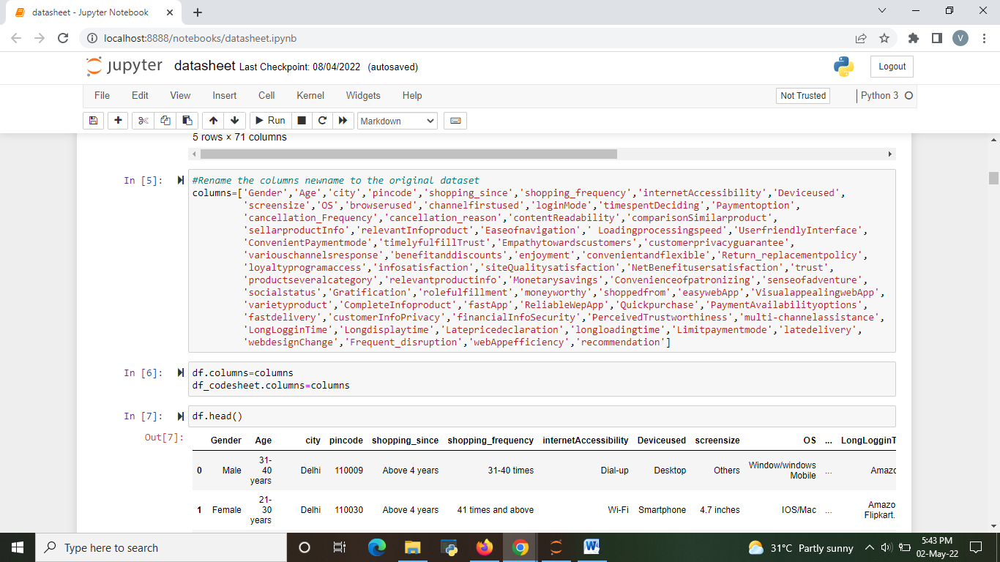 datasheet - Jupyter Notebook
localhost:8888/notebooks/datasheet.ipynb
V
jupyter datasheet Last Checkpoint: 08/04/2022 (autosaved)
Logout
File Edit View Insert Cell Kernel Widgets Help
Not Trusted
Python 3
Run
Markdown
5 rows × 71 columns
In [5]:
#Rename the columns newname to the original dataset
columns=['Gender','Age','city','pincode','shopping_since','shopping_frequency','internetAccessibility','Deviceused',
'screensize','OS','browserused','channelfirstused','loginMode','timespentDeciding','Paymentoption',
'cancellation_Frequency','cancellation_reason','contentReadability','comparisonSimilarproduct',
'sellarproductInfo','relevantInfoproduct','Easeofnavigation',' Loadingprocessingspeed','UserfriendlyInterface',
'ConvenientPaymentmode','timelyfulfillTrust','Empathytowardscustomers','customerprivacyguarantee',
'variouschannelsresponse','benefitanddiscounts','enjoyment','convenientandflexible','Return_replacementpolicy',
'loyaltyprogramaccess','infosatisfaction','siteQualitysatisfaction','NetBenefitusersatisfaction','trust',
'productseveralcategory','relevantproductinfo','Monetarysavings','Convenienceofpatronizing','senseofadventure',
'socialstatus','Gratification','rolefulfillment','moneyworthy','shoppedfrom','easywebApp','VisualappealingwebApp',
'varietyproduct','CompleteInfoproduct','fastApp','ReliableWepApp','Quickpurchase','PaymentAvailabilityoptions',
'fastdelivery','customerInfoPrivacy','financialInfoSecurity','PerceivedTrustworthiness','multi-channelassistance',
'LongLogginTime','Longdisplaytime','Latepricedeclaration','longloadingtime','Limitpaymentmode','latedelivery',
'webdesignChange','Frequent_disruption','webAppefficiency','recommendation']
In [6]:
df.columns=columns
df_codesheet.columns=columns
In [7]:
df.head()
Out[7]:
Gender Age city pincode shopping_since shopping_frequency internetAccessibility Deviceused screensize OS ... LongLogginT
0 Male 31-40 years Delhi 110009 Above 4 years 31-40 times Dial-up Desktop Others Window/windows Mobile ... Amazo
1 Female 21-30 years Delhi 110030 Above 4 years 41 times and above Wi-Fi Smartphone 4.7 inches IOS/Mac ... Amazo Flipkart.
Type here to search
31°C Partly sunny
5:43 PM
02-May-22